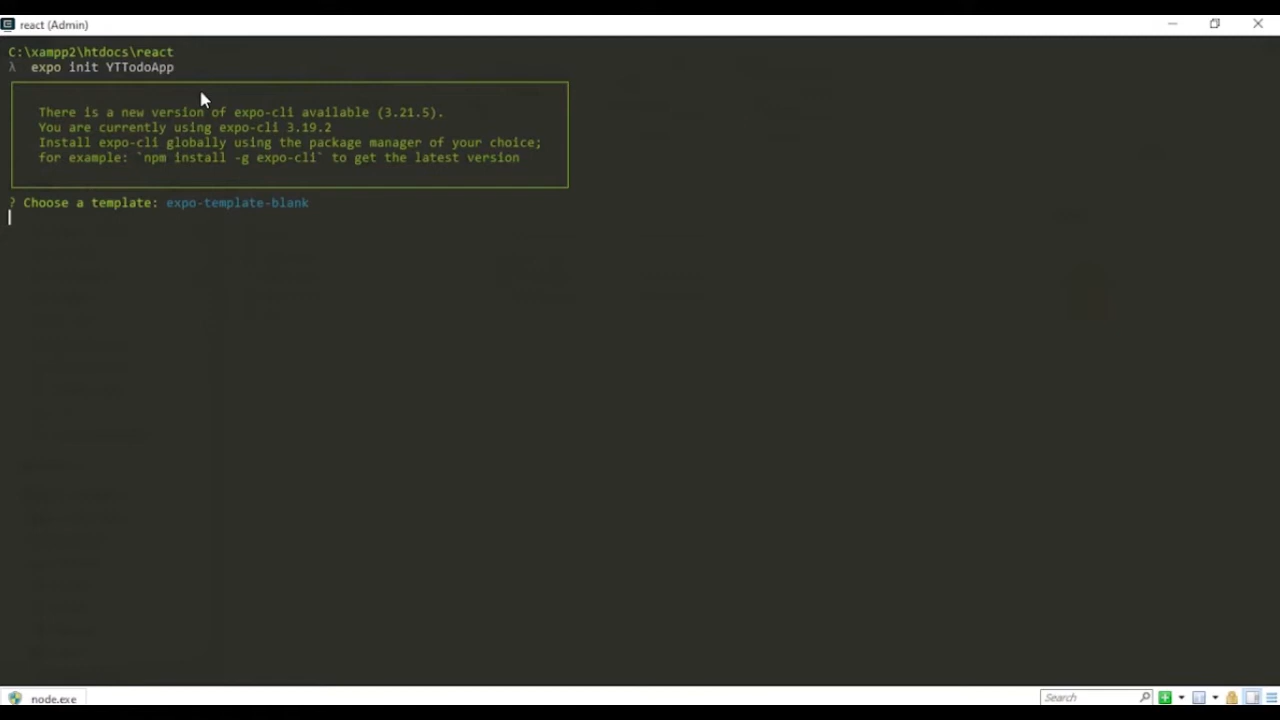 react (Admin)
C:\xampp2\htdocs\react
λ expo init YTTodoApp
There is a new version of expo-cli available (3.21.5).
You are currently using expo-cli 3.19.2
Install expo-cli globally using the package manager of your choice;
for example: `npm install -g expo-cli` to get the latest version
? Choose a template: expo-template-blank
node.exe
Search